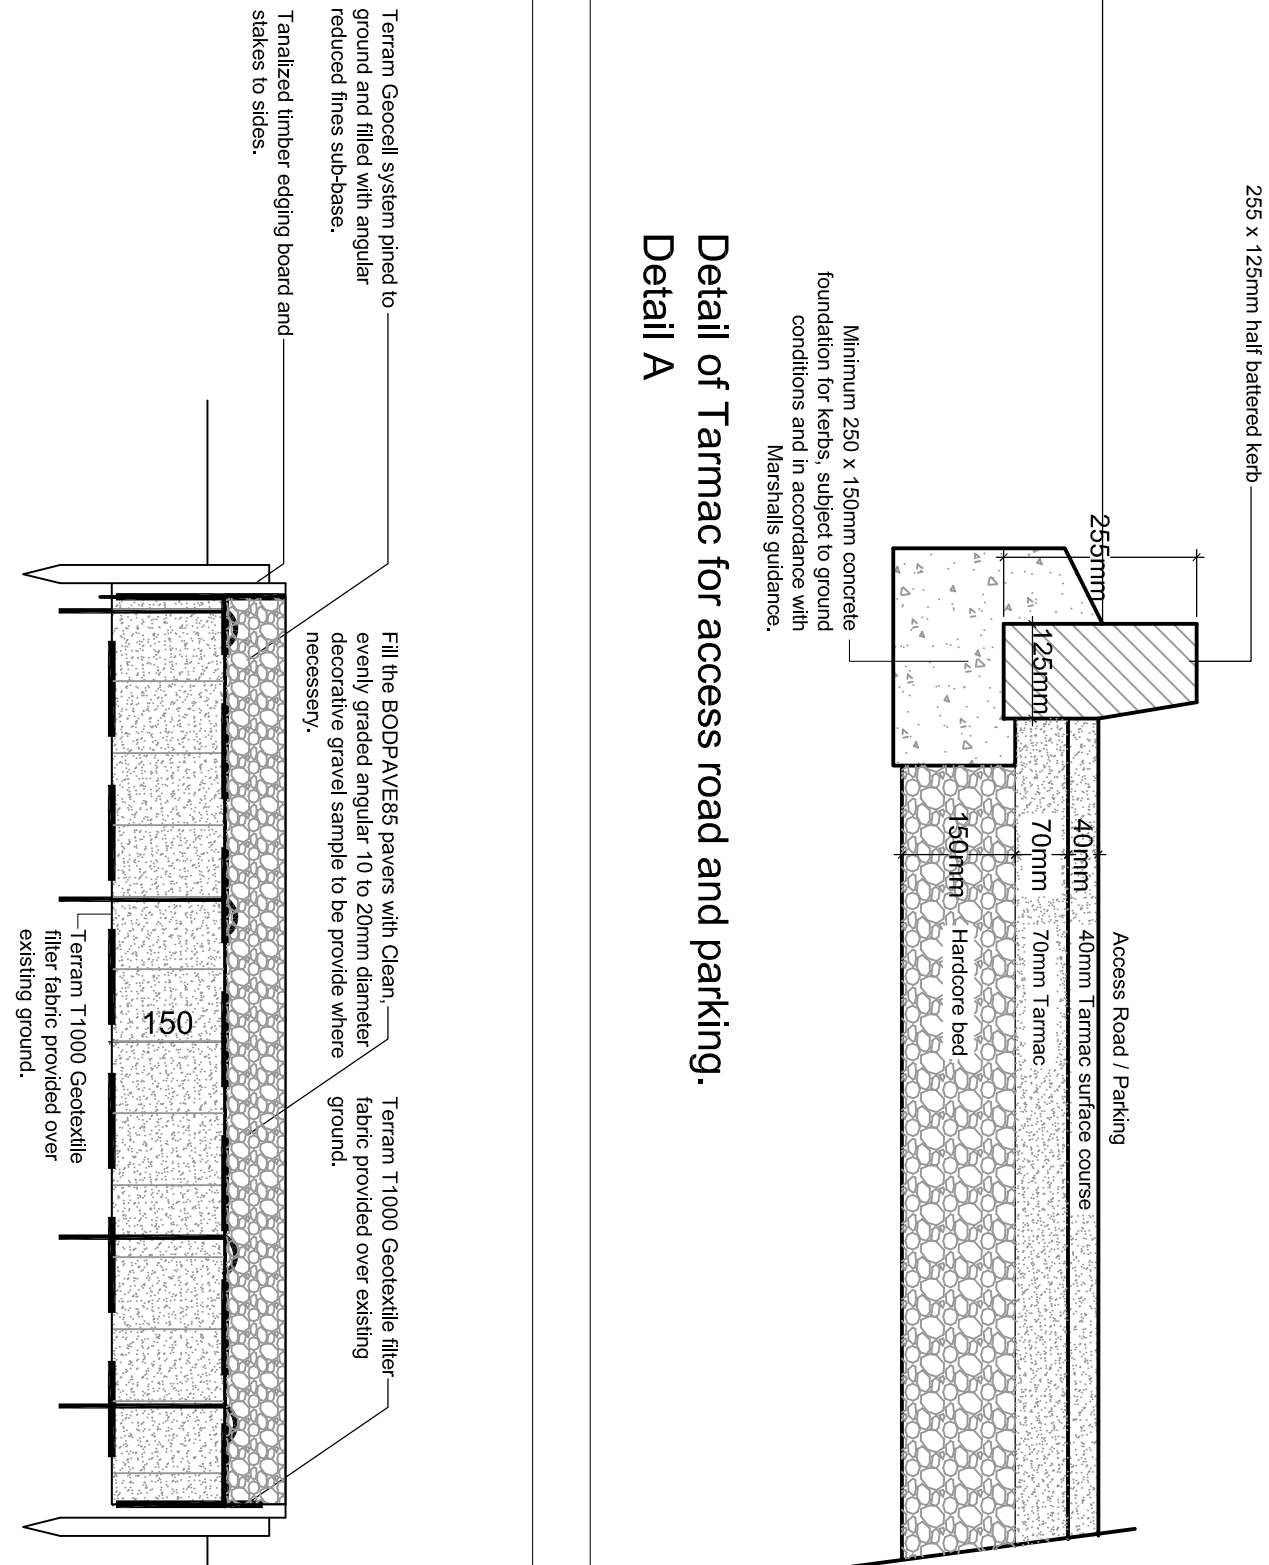 255 x 125mm half battered kerb
255mm
125mm
Access Road / Parking
40mm
40mm Tarmac surface course
70mm
70mm Tarmac
150mm
Hardcore bed
Minimum 250 x 150mm concrete
foundation for kerbs, subject to ground
conditions and in accordance with
Marshalls guidance.
Detail of Tarmac for access road and parking.
Detail A
Terram Geocell system pined to
ground and filled with angular
reduced fines sub-base.
Tanalized timber edging board and
stakes to sides.
Fill the BODPAVE85 pavers with Clean,
evenly graded angular 10 to 20mm diameter
decorative gravel sample to be provide where
necessery.
Terram T1000 Geotextile filter
fabric provided over existing
ground.
150
Terram T1000 Geotextile
filter fabric provided over
existing ground.